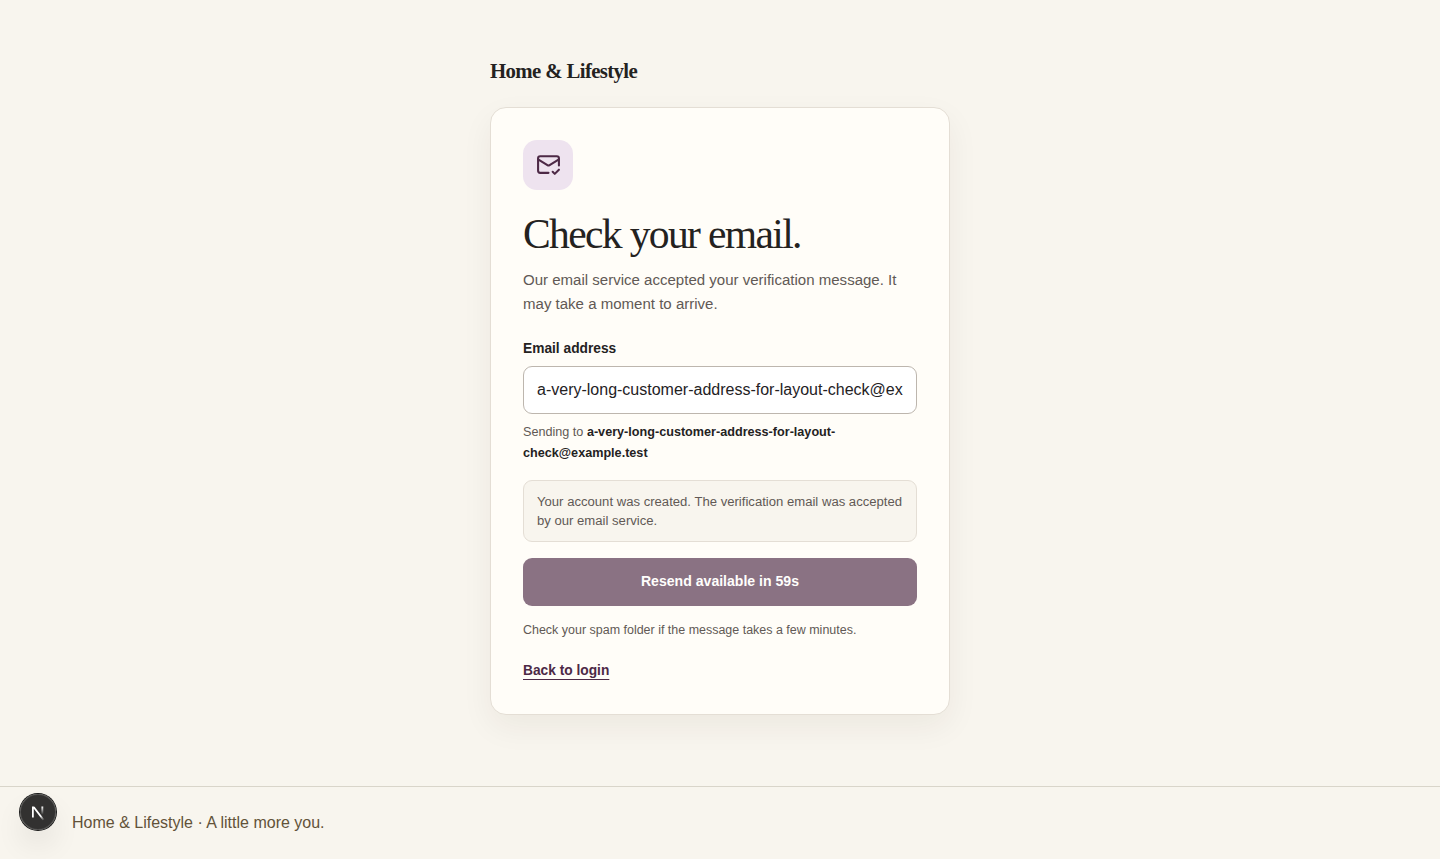 Home & Lifestyle
Check your email.
Our email service accepted your verification message. It
may take a moment to arrive.
Email address
a-very-long-customer-address-for-layout-check@ex
Sending to a-very-long-customer-address-for-layout-
check@example.test
Your account was created. The verification email was accepted
by our email service.
Resend available in 59s
Check your spam folder if the message takes a few minutes.
Back to login
N
Home & Lifestyle · A little more you.